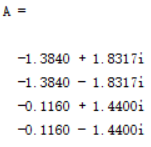 A =
-1.3840 + 1.8317i
-1.3840 - 1.8317i
-0.1160 + 1.4400i
-0.1160 - 1.4400i